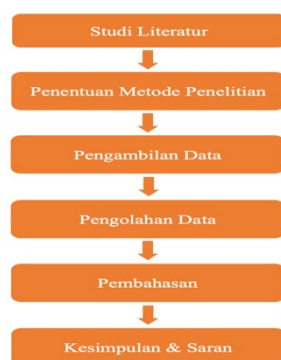 Studi Literatur
Penentuan Metode Penelitian
Pengambilan Data
Pengolahan Data
Pembahasan
Kesimpulan & Saran